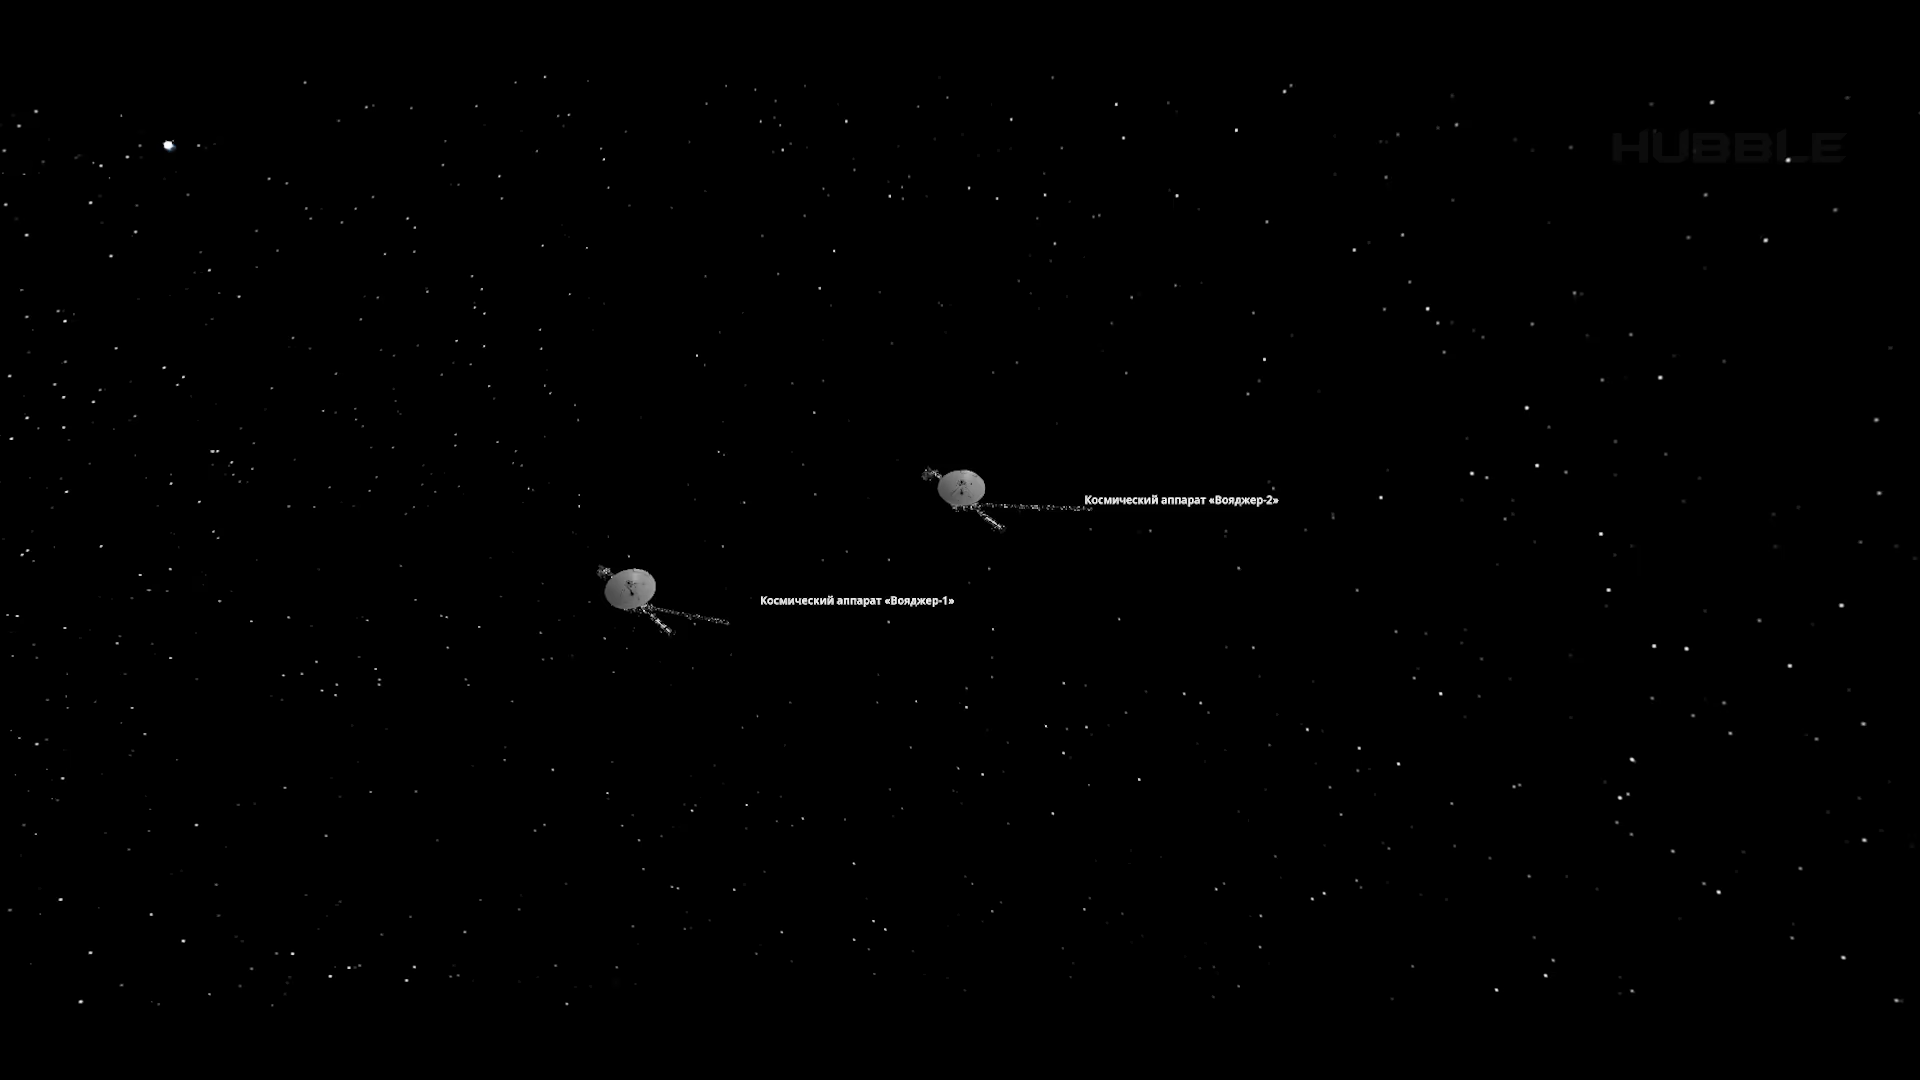 HUBBLE
Космический аппарат «Вояджер-2»
Космический аппарат «Вояджер-1»